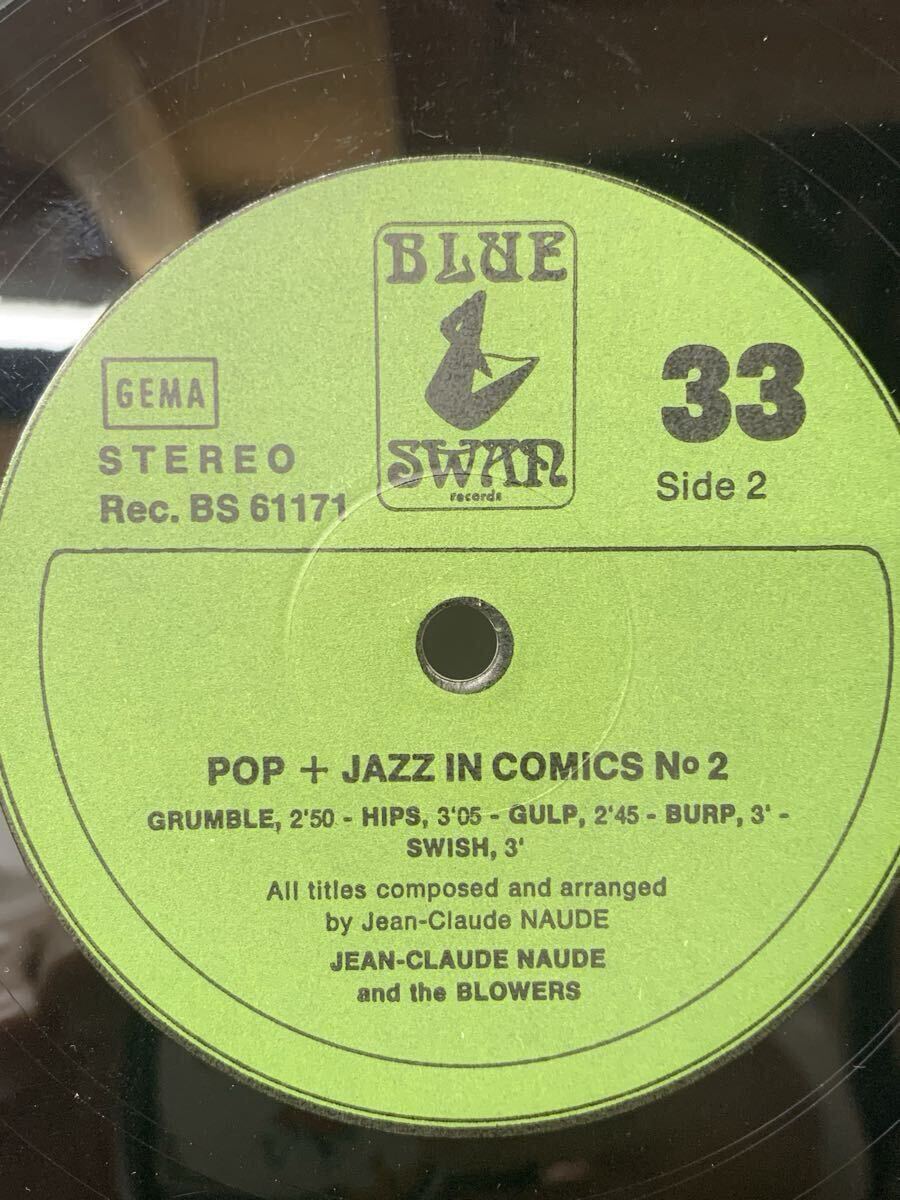 BLUE
SWAN
records
GEMA
STEREO
Rec. BS 61171
33
Side 2
POP + JAZZ IN COMICS No 2
GRUMBLE, 2'50 - HIPS, 3'05 - GULP, 2'45 - BURP, 3' -
SWISH, 3'
All titles composed and arranged
by Jean-Claude NAUDE
JEAN-CLAUDE NAUDE
and the BLOWERS